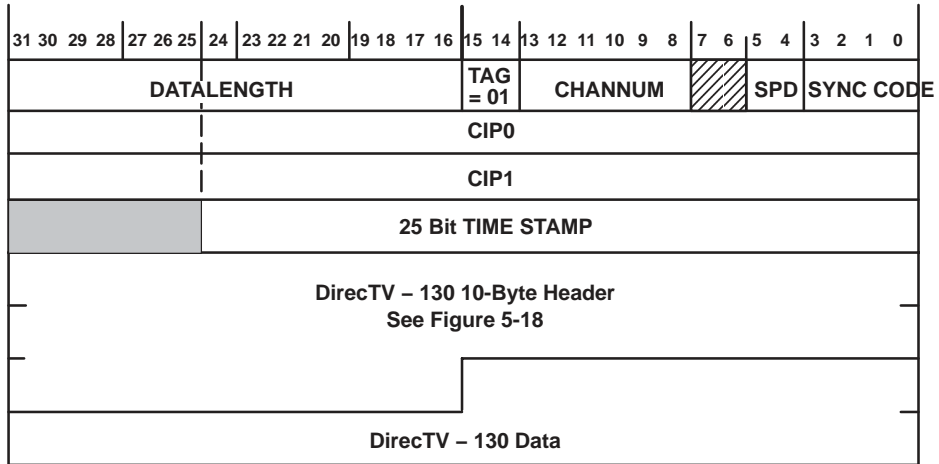 31 30 29 28 27 26 25 24 23 22 21 20 19 18 17 16 15 14 13 12 11 10 9 8 7 6 5 4 3 2 1 0
DATALENGTH TAG = 01 CHANNUM SPD SYNC CODE
CIP0
CIP1
25 Bit TIME STAMP
DirecTV – 130 10-Byte Header
See Figure 5-18
DirecTV – 130 Data